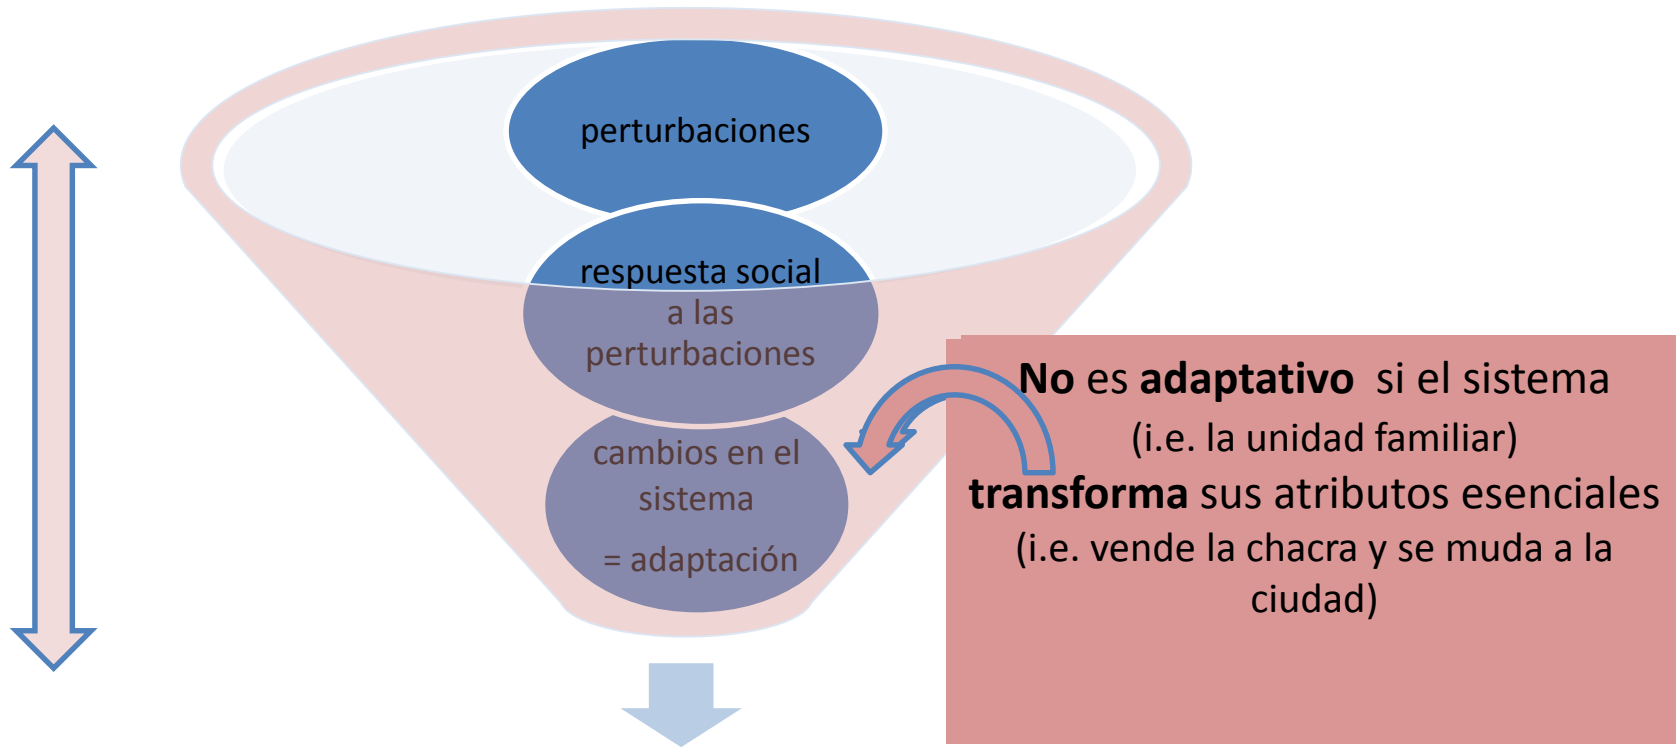 perturbaciones
respuesta social
a las
perturbaciones
cambios en el
sistema
= adaptación
No es adaptativo si el sistema
(i.e. la unidad familiar)
transforma sus atributos esenciales
(i.e. vende la chacra y se muda a la
ciudad)